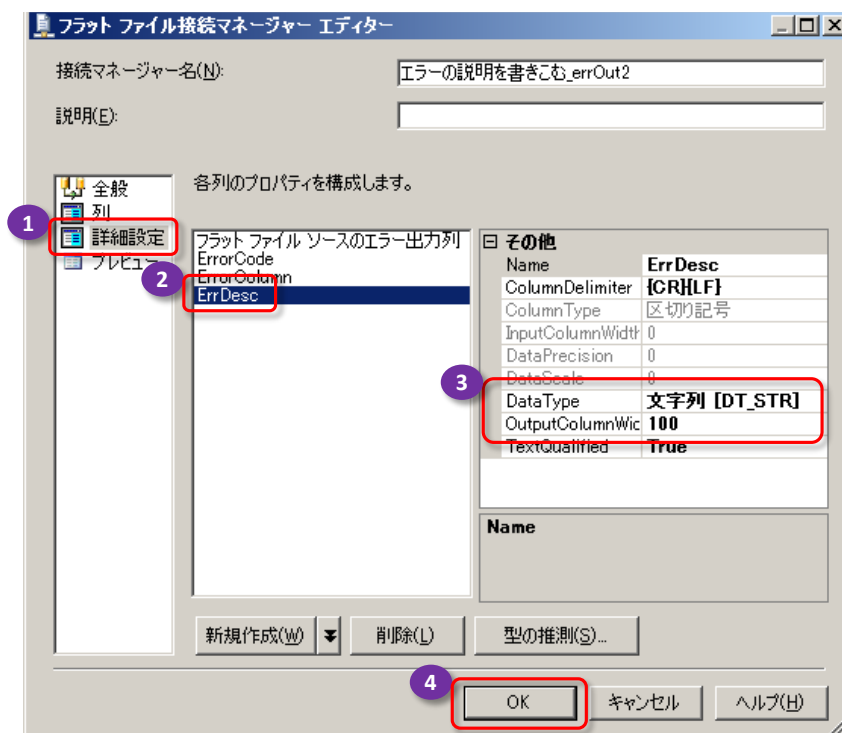 フラット ファイル接続マネージャー エディター
接続マネージャー名(N):
エラーの説明を書きこむ_errOut2
説明(E):
全般
列
詳細設定
プレビュー
各列のプロパティを構成します。
1
2
フラット ファイル ソースのエラー出力列
ErrorCode
ErrorColumn
ErrDesc
その他
Name ErrDesc
ColumnDelimiter {CR}{LF}
ColumnType 区切り記号
InputColumnWidth 0
DataPrecision 0
DataScale 0
3
DataType 文字列 [DT_STR]
OutputColumnWic 100
TextQualified True
Name
新規作成(W)
削除(L)
型の推測(S)...
4
OK
キャンセル
ヘルプ(H)